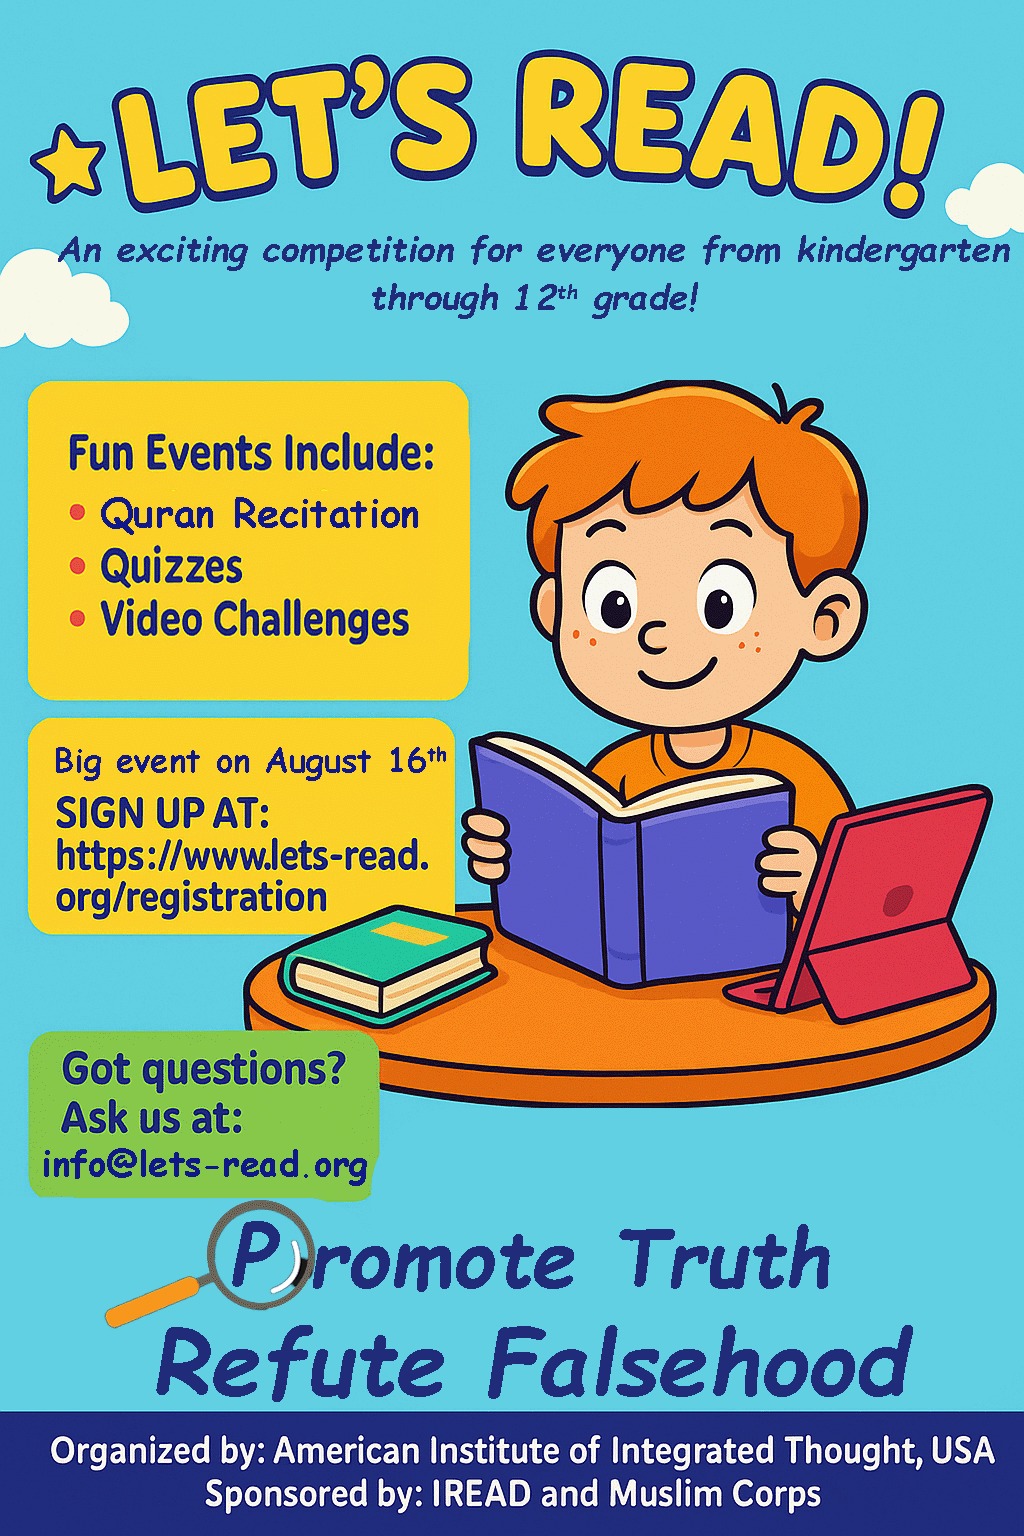 LET'S READ!
An exciting competition for everyone from kindergarten
through 12th grade!
Fun Events Include:
• Quran Recitation
• Quizzes
• Video Challenges
Big event on August 16th
SIGN UP AT:
https://www.lets-read.
org/registration
Got questions?
Ask us at:
info@lets-read.org
Promote Truth
Refute Falsehood
Organized by: American Institute of Integrated Thought, USA
Sponsored by: IREAD and Muslim Corps